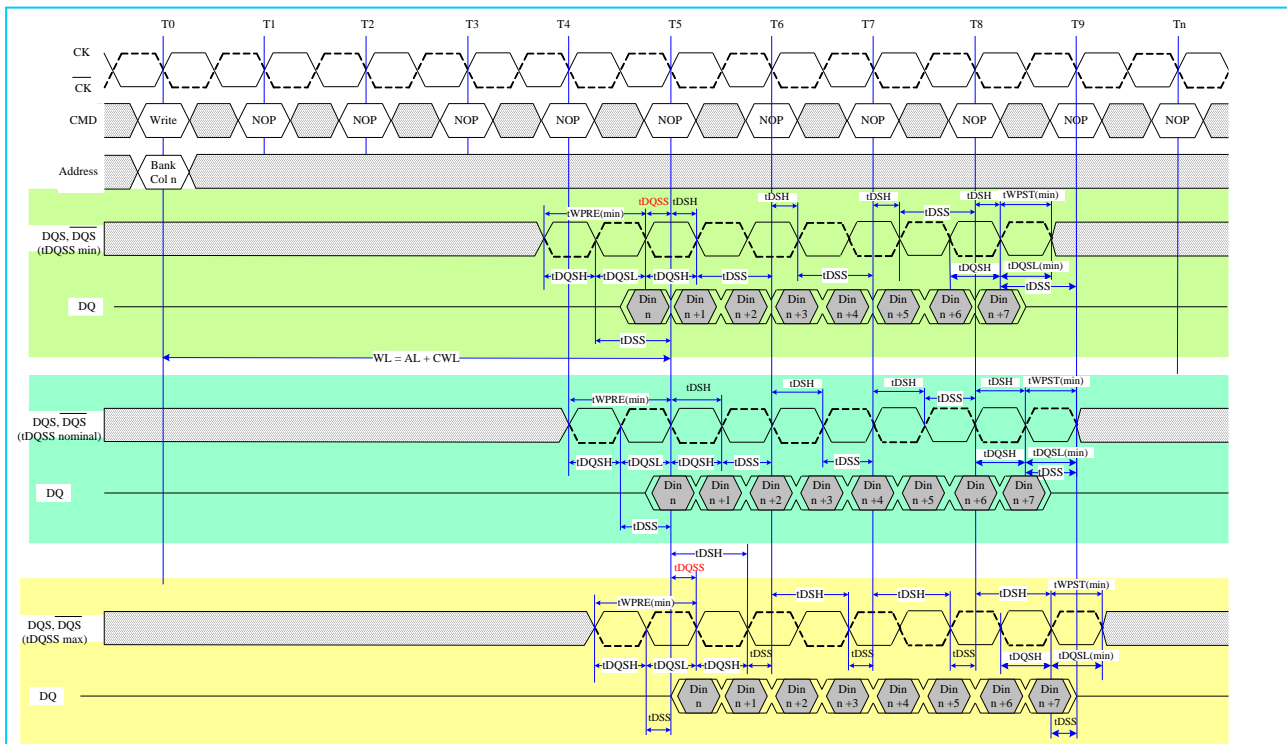 T0 T1 T2 T3 T4 T5 T6 T7 T8 T9 Tn
CK
CK
CMD Write NOP NOP NOP NOP NOP NOP NOP NOP NOP NOP
Address Bank
Col n
tDQSS tDSH tDSH tDSH tDSH tWPST(min)
tWPRE(min) tDSS
DQS, DQS
(tDQSS min)
tDQSH tDQSL tDQSH tDSS tDSS tDQSH tDQSL(min)
tDSS
DQ Din Din Din Din Din Din Din Din
n n +1 n +2 n +3 n +4 n +5 n +6 n +7
tDSS
WL = AL + CWL
tDSH tDSH tDSH tDSH tWPST(min)
tWPRE(min) tDSS
DQS, DQS
(tDQSS nominal)
tDQSH tDQSL tDQSH tDSS tDSS tDQSH tDQSL(min)
tDSS
DQ Din Din Din Din Din Din Din Din
n n +1 n +2 n +3 n +4 n +5 n +6 n +7
tDSS
tDSH
tDQSS
tWPRE(min) tDSH tDSH tDSH tWPST(min)
DQS, DQS
(tDQSS max)
tDSS tDSS tDSS
tDQSH tDQSL tDQSH tDQSH tDQSL(min)
DQ Din Din Din Din Din Din Din Din
n n +1 n +2 n +3 n +4 n +5 n +6 n +7
tDSS tDSS